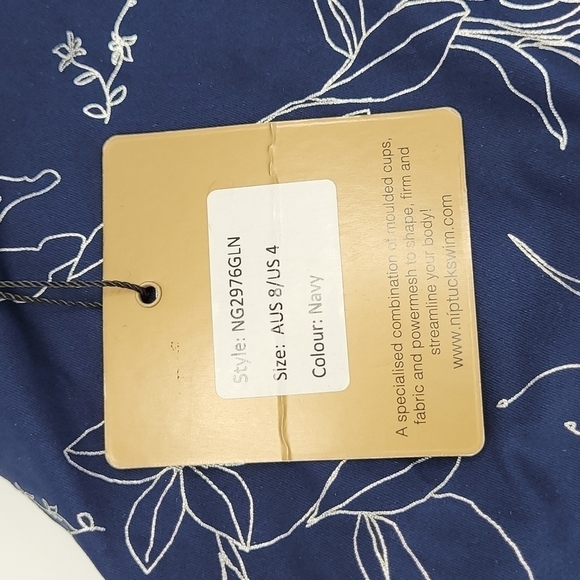 Style: NG2976GLN
Size: AUS 8/US 4
Colour: Navy
A specialised combination of moulded cups,
fabric and powermesh to shape, firm and
streamline your body!
www.niptuckswim.com